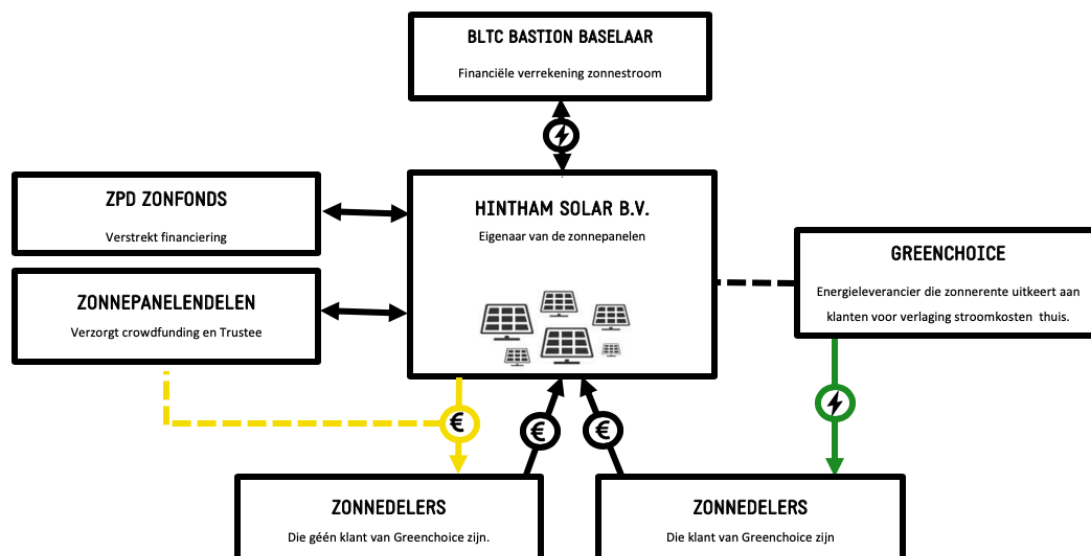 BLTC BASTION BASELAAR
Financiële verrekening zonnestroom
ZPD ZONFONDS
Verstrekt financiering
HINTHAM SOLAR B.V.
Eigenaar van de zonnepanelen
GREENCHOICE
Energieleverancier die zonnerente uitkeert aan
klanten voor verlaging stroomkosten thuis.
ZONNEPANELENDELEN
Verzorgt crowdfunding en Trustee
€
€
€
ZONNEDELERS
Die géén klant van Greenchoice zijn.
ZONNEDELERS
Die klant van Greenchoice zijn